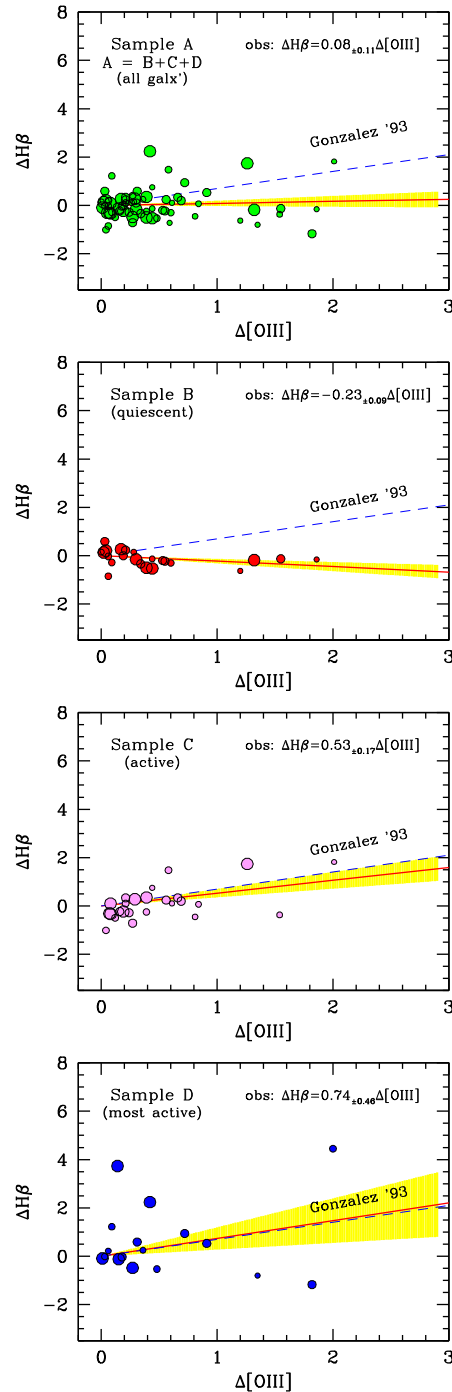 8
Sample A
obs: ΔHβ=0.08±0.11Δ[OIII]
A = B+C+D
(all galx')
6
4
Gonzalez '93
2
ΔHβ
0
−2
0 1 2 3
Δ[OIII]
8
Sample B
obs: ΔHβ=−0.23±0.09Δ[OIII]
(quiescent)
6
4
Gonzalez '93
2
ΔHβ
0
−2
0 1 2 3
Δ[OIII]
8
Sample C
obs: ΔHβ=0.53±0.17Δ[OIII]
(active)
6
4
Gonzalez '93
2
ΔHβ
0
−2
0 1 2 3
Δ[OIII]
8
Sample D
obs: ΔHβ=0.74±0.46Δ[OIII]
(most active)
6
4
Gonzalez '93
2
ΔHβ
0
−2
0 1 2 3
Δ[OIII]